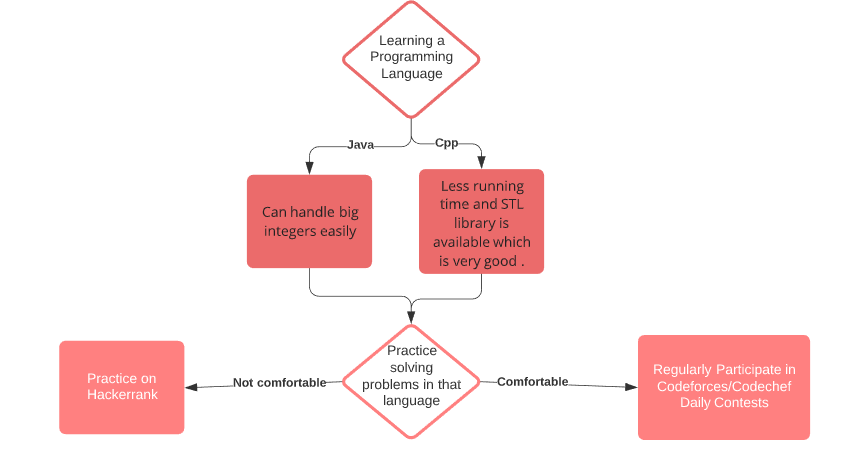 Learning a
Programming
Language
Java
Cpp
Can handle big
integers easily
Less running
time and STL
library is
available which
is very good .
Practice
solving
problems in that
language
Not comfortable
Comfortable
Practice on
Hackerrank
Regularly Participate in
Codeforces/Codechef
Daily Contests